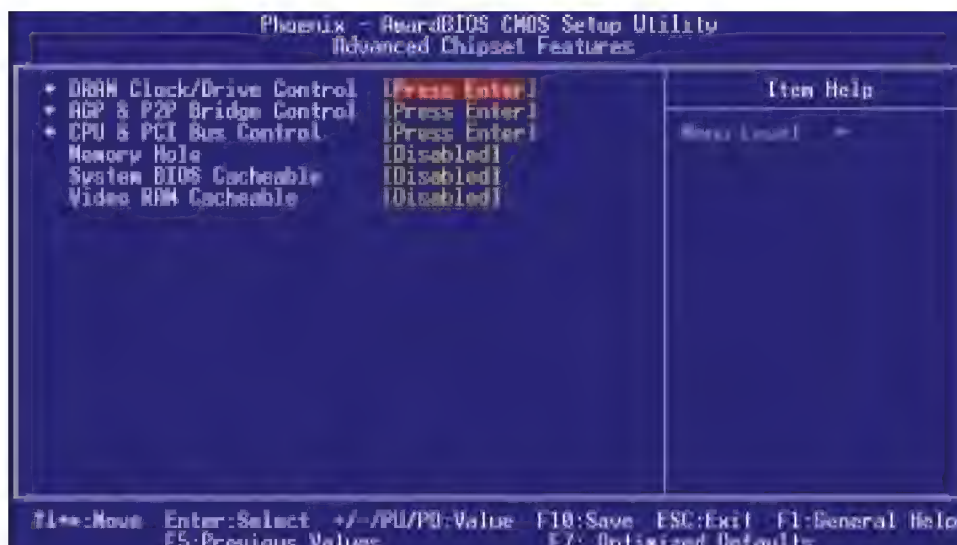 Phoenix - AwardBIOS CMOS Setup Utility
Advanced Chipset Features
DRAM Clock/Drive Control [Press Enter]
AGP & P2P Bridge Control [Press Enter]
CPU & PCI Bus Control [Press Enter]
Memory Hole [Disabled]
System BIOS Cacheable [Disabled]
Video RAM Cacheable [Disabled]
Item Help
Menu Level
:Move Enter:Select +/-/PU/PD:Value F10:Save ESC:Exit F1:General Help
F5:Previous Values F7: Optimized Defaults